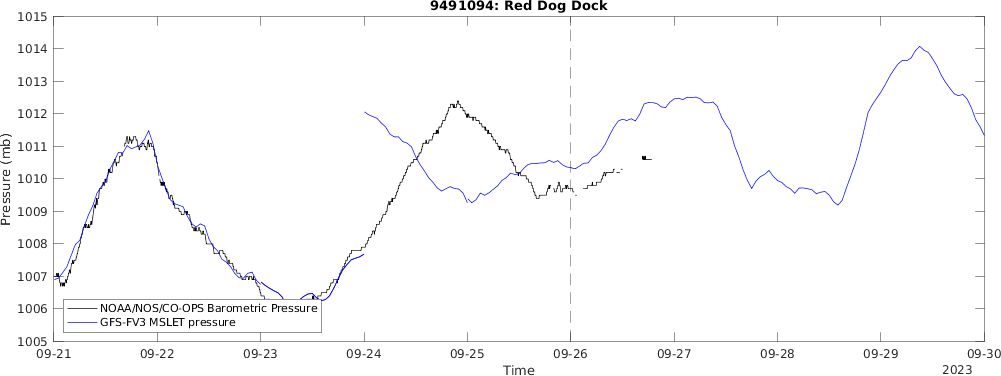 9491094: Red Dog Dock
1015
1014
1013
1012
1011
1010
1009
1008
1007
1006
1005
Pressure (mb)
NOAA/NOS/CO-OPS Barometric Pressure
GFS-FV3 MSLET pressure
09-21 09-22 09-23 09-24 09-25 09-26 09-27 09-28 09-29 09-30
Time
2023